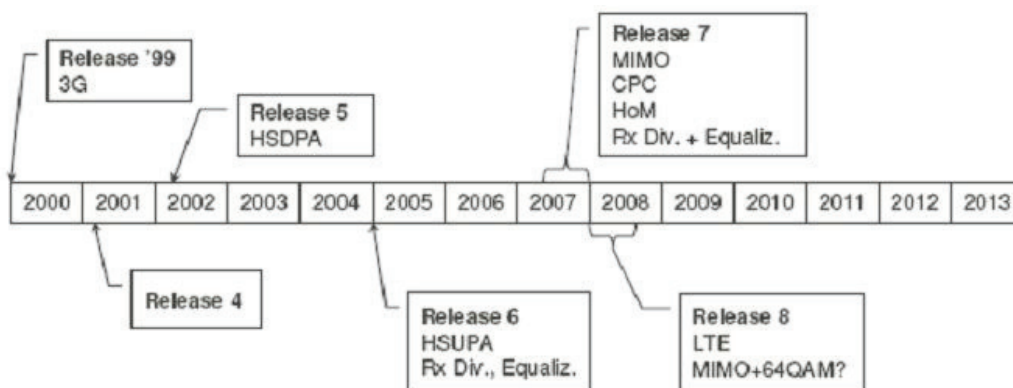 Release '99
3G
Release 5
HSDPA
Release 7
MIMO
CPC
HoM
Rx Div. + Equaliz.
2000 2001 2002 2003 2004 2005 2006 2007 2008 2009 2010 2011 2012 2013
Release 4
Release 6
HSUPA
Rx Div., Equaliz.
Release 8
LTE
MIMO+64QAM?